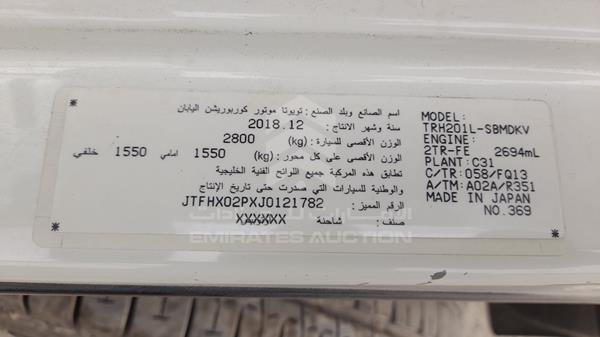 اسم الصانع وبلد الصنع : تويوتا موتور كوربوريشن اليابان
سنة وشهر الانتاج : 2018.12
الوزن الأقصى للسيارة : (kg) 2800
الوزن الأقصى على كل محور : (kg) 1550 امامي 1550 خلفي
تطابق هذه المركبة جميع اللوائح الفنية الخليجية
والوطنية للسيارات التي صدرت حتى تاريخ الإنتاج
الرقم المميز : JTFHX02PXJ0121782
صنف : شاحنة XXXXXX
MODEL:
TRH201L-SBMDKV
ENGINE:
2TR-FE 2694mL
PLANT: C31
C/TR: 058/FQ13
A/TM: A02A/R351
MADE IN JAPAN
NO.369
الإمارات للمزادات
EMIRATES AUCTION